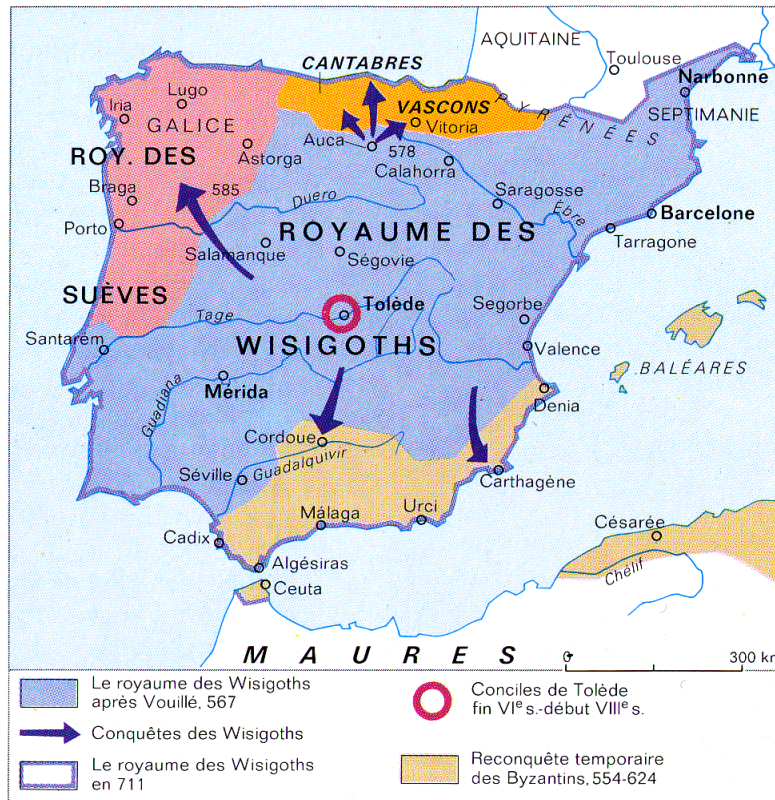 AQUITAINE
CANTABRES
Toulouse
Narbonne
Lugo
Iria
VASCONS
PYRÉNÉES
SEPTIMANIE
GALICE
Vitoria
Auca
578
ROY. DES
Astorga
Calahorra
Braga
585
Duero
Saragosse
Èbre
Barcelone
Porto
ROYAUME DES
Tarragone
Salamanque
Ségovie
SUÈVES
Tolède
Segorbe
Tage
Santarém
WISIGOTHS
Valence
BALÉARES
Mérida
Guadiana
Denia
Cordoue
Séville
Guadalquivir
Carthagène
Málaga
Urci
Césarée
Cadix
Algésiras
Chélif
Ceuta
MAURES
0
300 km
Le royaume des Wisigoths
après Vouillé, 567
Conquêtes des Wisigoths
Le royaume des Wisigoths
en 711
Conciles de Tolède
fin VIe s.-début VIIIe s.
Reconquête temporaire
des Byzantins, 554-624